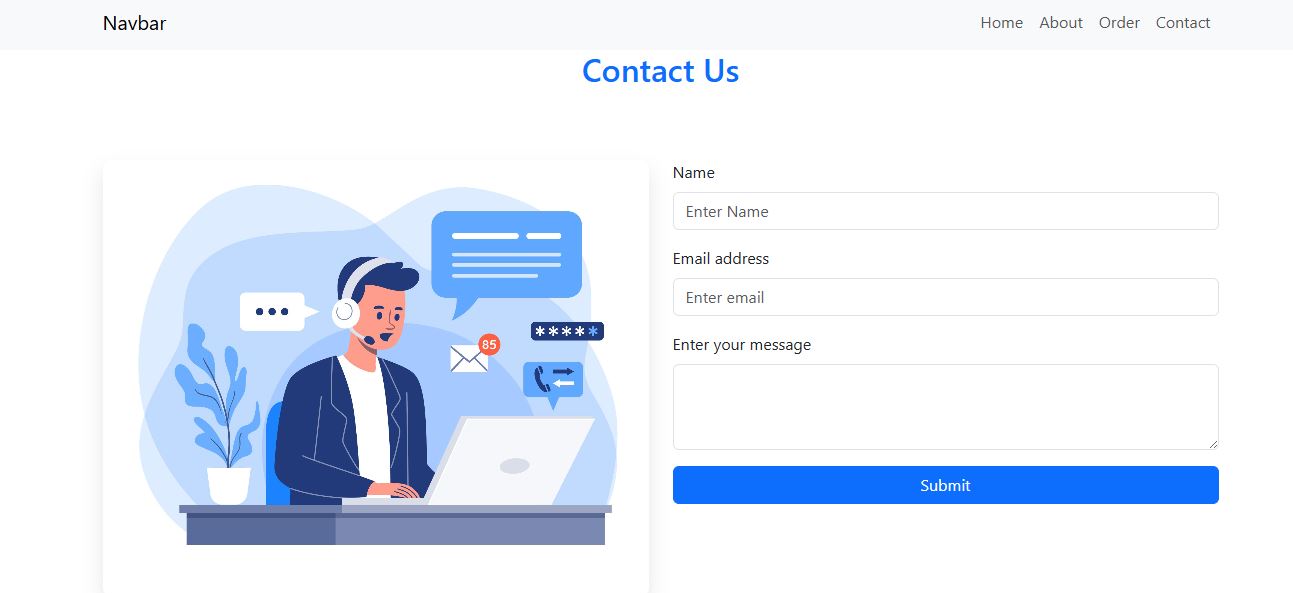 Navbar
Home About Order Contact
Contact Us
85
*****
Name
Enter Name
Email address
Enter email
Enter your message
Submit